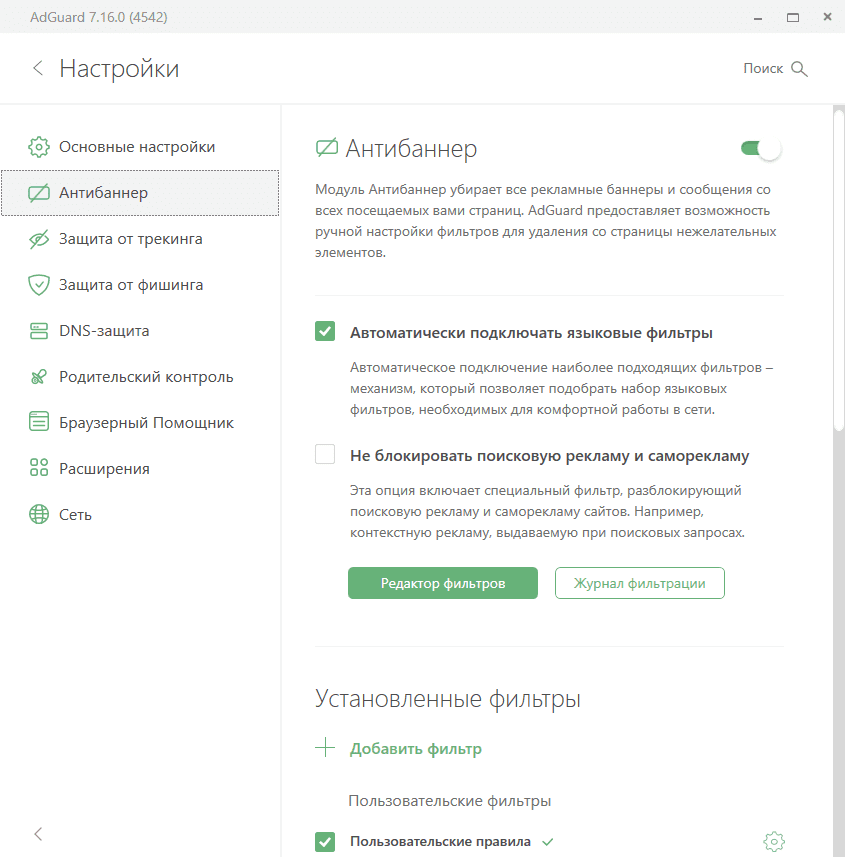 AdGuard 7.16.0 (4542)
Настройки
Поиск
Основные настройки
Антибаннер
Защита от трекинга
Защита от фишинга
DNS-защита
Родительский контроль
Браузерный Помощник
Расширения
Сеть
Антибаннер
Модуль Антибаннер убирает все рекламные баннеры и сообщения со
всех посещаемых вами страниц. AdGuard предоставляет возможность
ручной настройки фильтров для удаления со страницы нежелательных
элементов.
Автоматически подключать языковые фильтры
Автоматическое подключение наиболее подходящих фильтров –
механизм, который позволяет подобрать набор языковых
фильтров, необходимых для комфортной работы в сети.
Не блокировать поисковую рекламу и саморекламу
Эта опция включает специальный фильтр, разблокирующий
поисковую рекламу и саморекламу сайтов. Например,
контекстную рекламу, выдаваемую при поисковых запросах.
Редактор фильтров
Журнал фильтрации
Установленные фильтры
Добавить фильтр
Пользовательские фильтры
Пользовательские правила